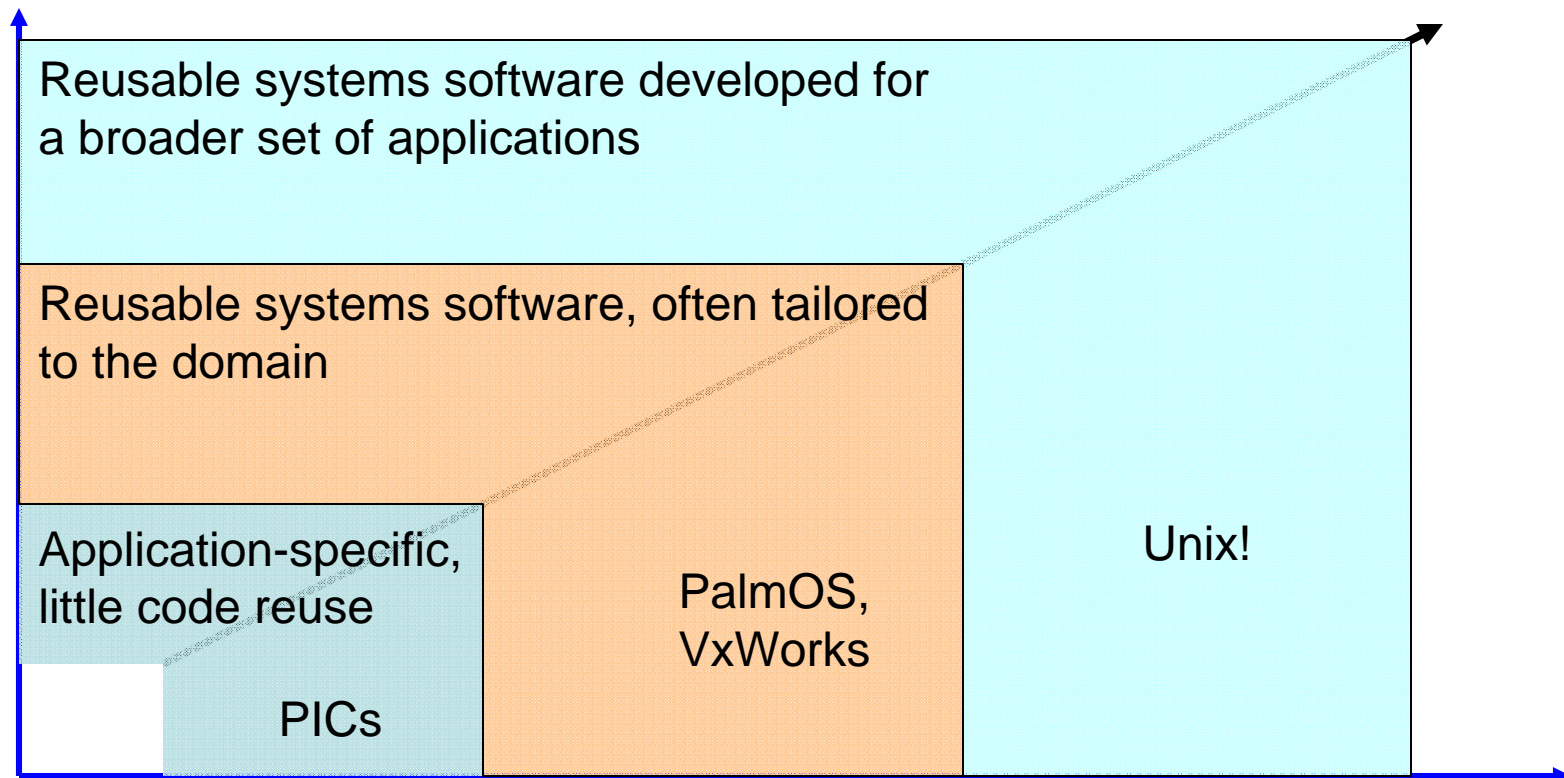 Reusable systems software developed for
a broader set of applications
Reusable systems software, often tailored
to the domain
Application-specific,
little code reuse
Unix!
PalmOS,
VxWorks
PICs